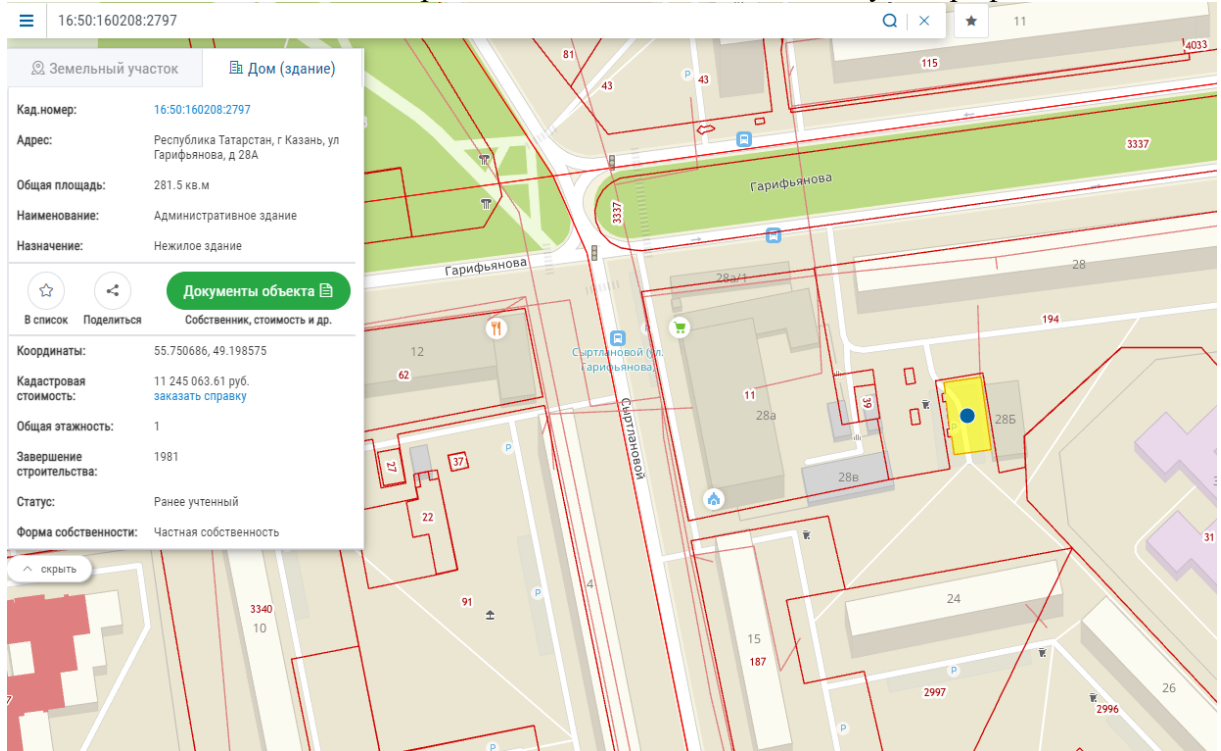 16:50:160208:2797
Земельный участок
Дом (здание)
Кад.номер:
16:50:160208:2797
Адрес:
Республика Татарстан, г Казань, ул
Гарифьянова, д 28А
Общая площадь:
281.5 кв.м
Наименование:
Административное здание
Назначение:
Нежилое здание
В список
Поделиться
Документы объекта
Собственник, стоимость и др.
Координаты:
55.750686, 49.198575
Кадастровая
стоимость:
11 245 063.61 руб.
заказать справку
Общая этажность:
1
Завершение
строительства:
1981
Статус:
Ранее учтенный
Форма собственности:
Частная собственность
скрыть
11
81
43
P
43
115
4033
3337
Гарифьянова
3337
Гарифьянова
28а/1
28
194
12
62
Сыртлановой (ул.
Гарифьянова)
11
28а
39
28Б
P
Сыртлановой
27
37
P
28в
22
31
4
P
91
3340
10
24
15
187
P
2997
26
2996
P
P